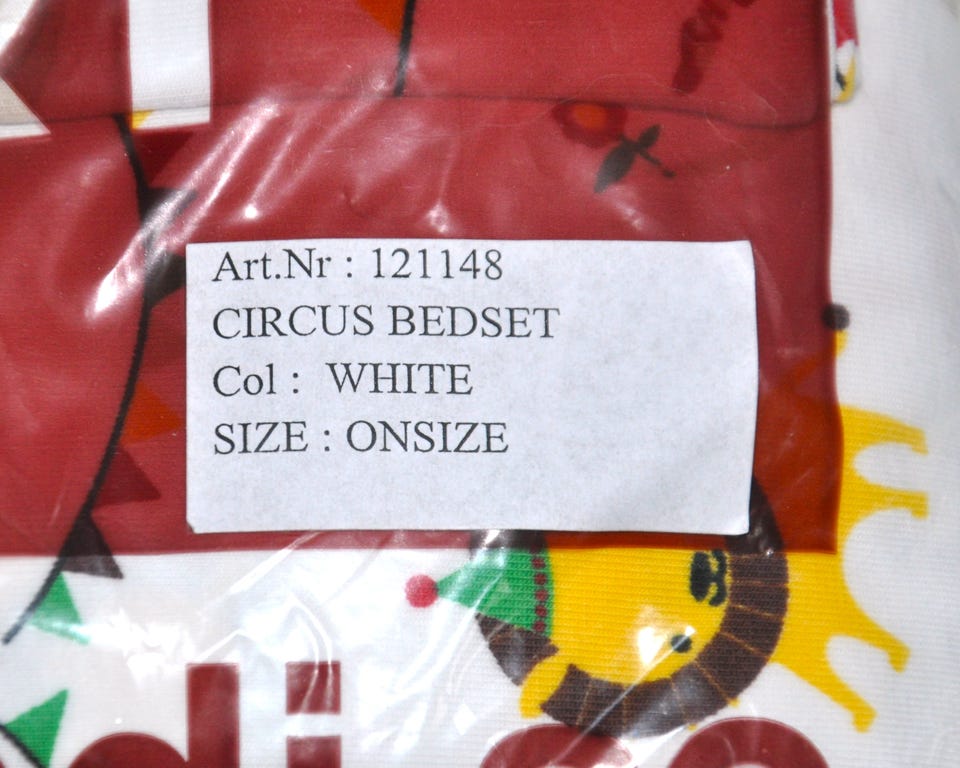 Art.Nr : 121148
CIRCUS BEDSET
Col : WHITE
SIZE : ONSIZE